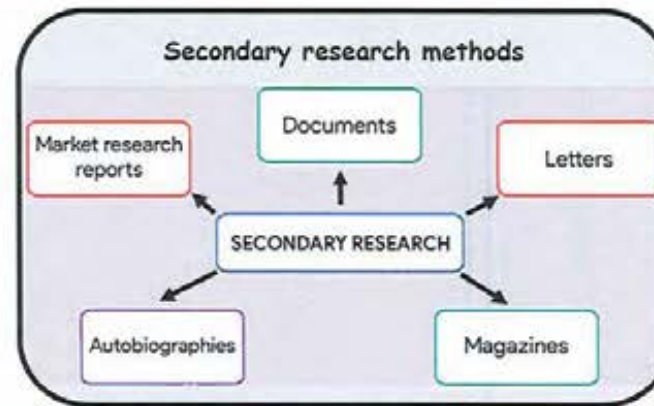 Secondary research methods
Documents
Market research
reports
Letters
SECONDARY RESEARCH
Autobiographies
Magazines